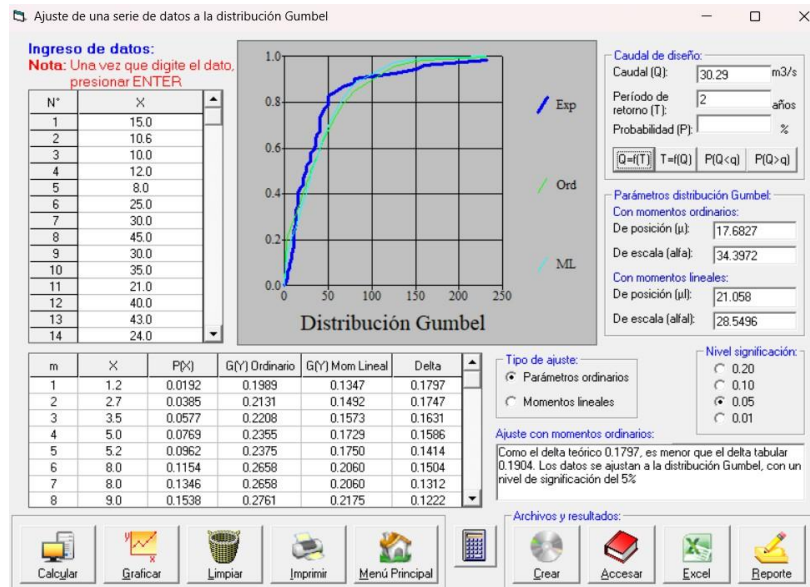 Ajuste de una serie de datos a la distribución Gumbel
Ingreso de datos:
Nota: Una vez que digite el dato,
presionar ENTER
N° X
1 15.0
2 10.6
3 10.0
4 12.0
5 8.0
6 25.0
7 30.0
8 45.0
9 30.0
10 35.0
11 21.0
12 40.0
13 43.0
14 24.0
1.0
0.8
0.6
0.4
0.2
0.0
0 50 100 150 200 250
Exp
Ord
ML
Distribución Gumbel
Caudal de diseño:
Caudal (Q): 30.29 m3/s
Período de
retorno (T): 2 años
Probabilidad (P): %
Q=f(T) T=f(Q) P(Q<q) P(Q>q)
Parámetros distribución Gumbel:
Con momentos ordinarios:
De posición (µ): 17.6827
De escala (alfa): 34.3972
Con momentos lineales:
De posición (µl): 21.058
De escala (alfal): 28.5496
m X P(X) G(Y) Ordinario G(Y) Mom Lineal Delta
1 1.2 0.0192 0.1989 0.1347 0.1797
2 2.7 0.0385 0.2131 0.1492 0.1747
3 3.5 0.0577 0.2208 0.1573 0.1631
4 5.0 0.0769 0.2355 0.1729 0.1586
5 5.2 0.0962 0.2375 0.1750 0.1414
6 8.0 0.1154 0.2658 0.2060 0.1504
7 8.0 0.1346 0.2658 0.2060 0.1312
8 9.0 0.1538 0.2761 0.2175 0.1222
Tipo de ajuste:
Parámetros ordinarios
Momentos lineales
Nivel significación:
0.20
0.10
0.05
0.01
Ajuste con momentos ordinarios:
Como el delta teórico 0.1797, es menor que el delta tabular
0.1904. Los datos se ajustan a la distribución Gumbel, con un
nivel de significación del 5%
Calcular Graficar Limpiar Imprimir Menú Principal
Archivos y resultados:
Crear Accesar Excel Reporte